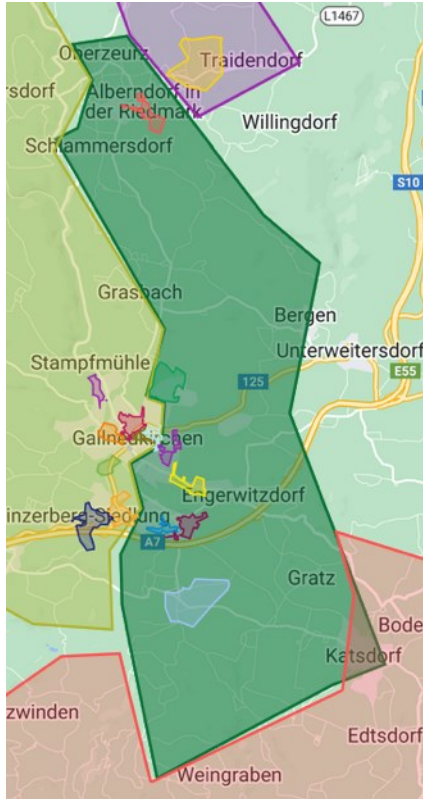 L1467
Oberzeurz
Traidendorf
rsdorf
Alberndorf in
der Riedmark
Willingdorf
Schlammersdorf
S10
Grasbach
Bergen
Stampfmühle
Unterweitersdorf
E55
125
Gallneukirchen
Engerwitzdorf
inzerberg-Siedlung
A7
Gratz
Bode
Katsdorf
zwinden
Edtsdorf
Weingraben